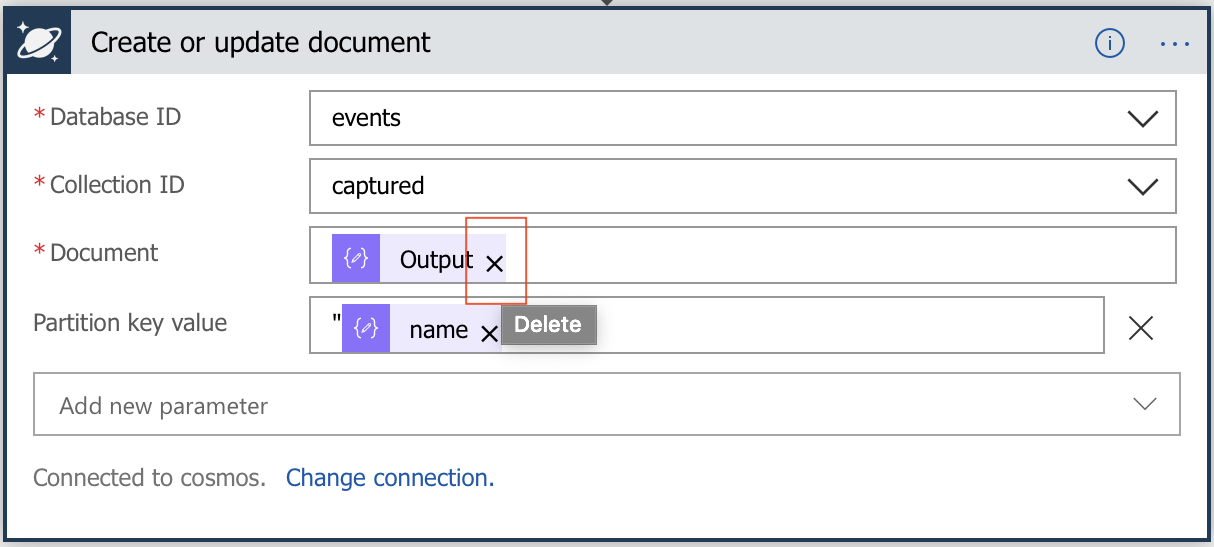 Create or update document
* Database ID
events
* Collection ID
captured
* Document
Output
Partition key value
" name
Delete
Add new parameter
Connected to cosmos. Change connection.